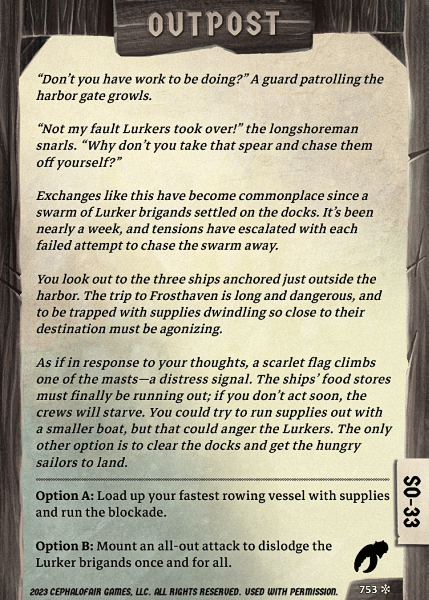 OUTPOST
“Don’t you have work to be doing?” A guard patrolling the
harbor gate growls.
“Not my fault Lurkers took over!” the longshoreman
snarls. “Why don’t you take that spear and chase them
off yourself?”
Exchanges like this have become commonplace since a
swarm of Lurker brigands settled on the docks. It’s been
nearly a week, and tensions have escalated with each
failed attempt to chase the swarm away.
You look out to the three ships anchored just outside the
harbor. The trip to Frosthaven is long and dangerous, and
to be trapped with supplies dwindling so close to their
destination must be agonizing.
As if in response to your thoughts, a scarlet flag climbs
one of the masts—a distress signal. The ships’ food stores
must finally be running out; if you don’t act soon, the
crews will starve. You could try to run supplies out with
a smaller boat, but that could anger the Lurkers. The only
other option is to clear the docks and get the hungry
sailors to land.
Option A: Load up your fastest rowing vessel with supplies
and run the blockade.
Option B: Mount an all-out attack to dislodge the
Lurker brigands once and for all.
SO-33
2023 CEPHALOFAIR GAMES, LLC. ALL RIGHTS RESERVED. USED WITH PERMISSION.
753